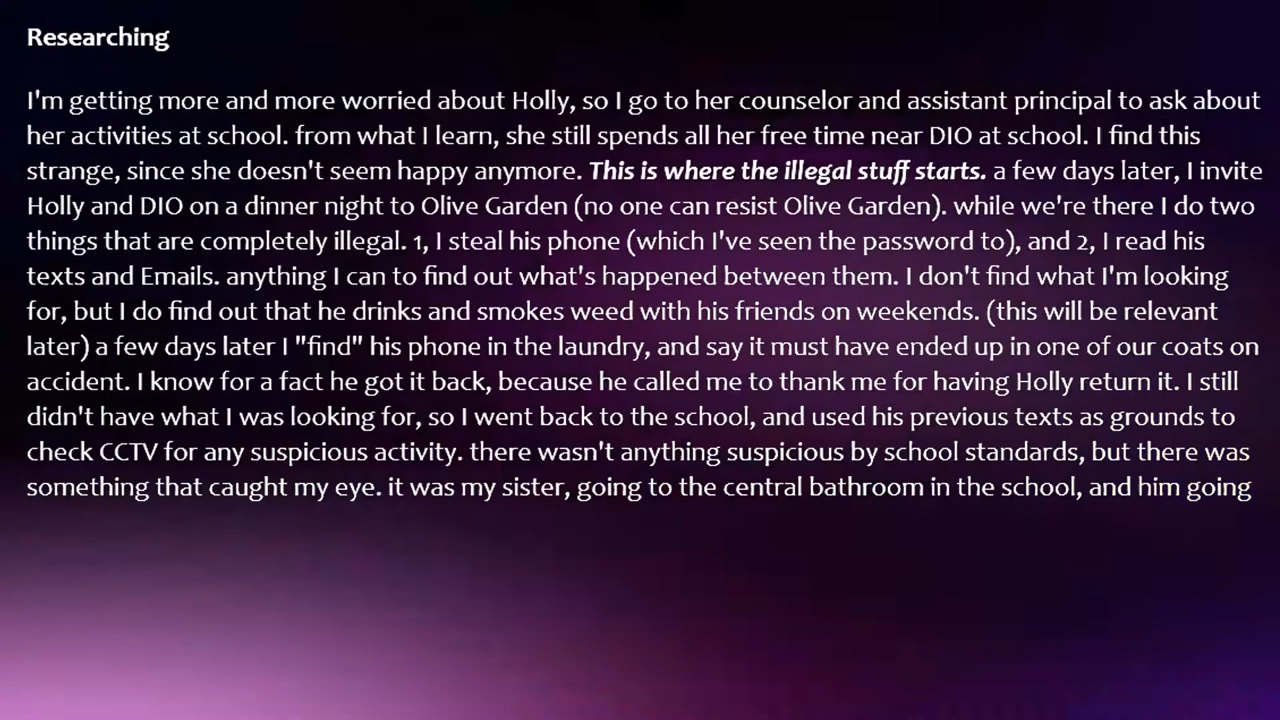 Researching
I'm getting more and more worried about Holly, so I go to her counselor and assistant principal to ask about
her activities at school. from what I learn, she still spends all her free time near DIO at school. I find this
strange, since she doesn't seem happy anymore. This is where the illegal stuff starts. a few days later, I invite
Holly and DIO on a dinner night to Olive Garden (no one can resist Olive Garden). while we're there I do two
things that are completely illegal. 1, I steal his phone (which I've seen the password to), and 2, I read his
texts and Emails. anything I can to find out what's happened between them. I don't find what I'm looking
for, but I do find out that he drinks and smokes weed with his friends on weekends. (this will be relevant
later) a few days later I "find" his phone in the laundry, and say it must have ended up in one of our coats on
accident. I know for a fact he got it back, because he called me to thank me for having Holly return it. I still
didn't have what I was looking for, so I went back to the school, and used his previous texts as grounds to
check CCTV for any suspicious activity. there wasn't anything suspicious by school standards, but there was
something that caught my eye. it was my sister, going to the central bathroom in the school, and him going